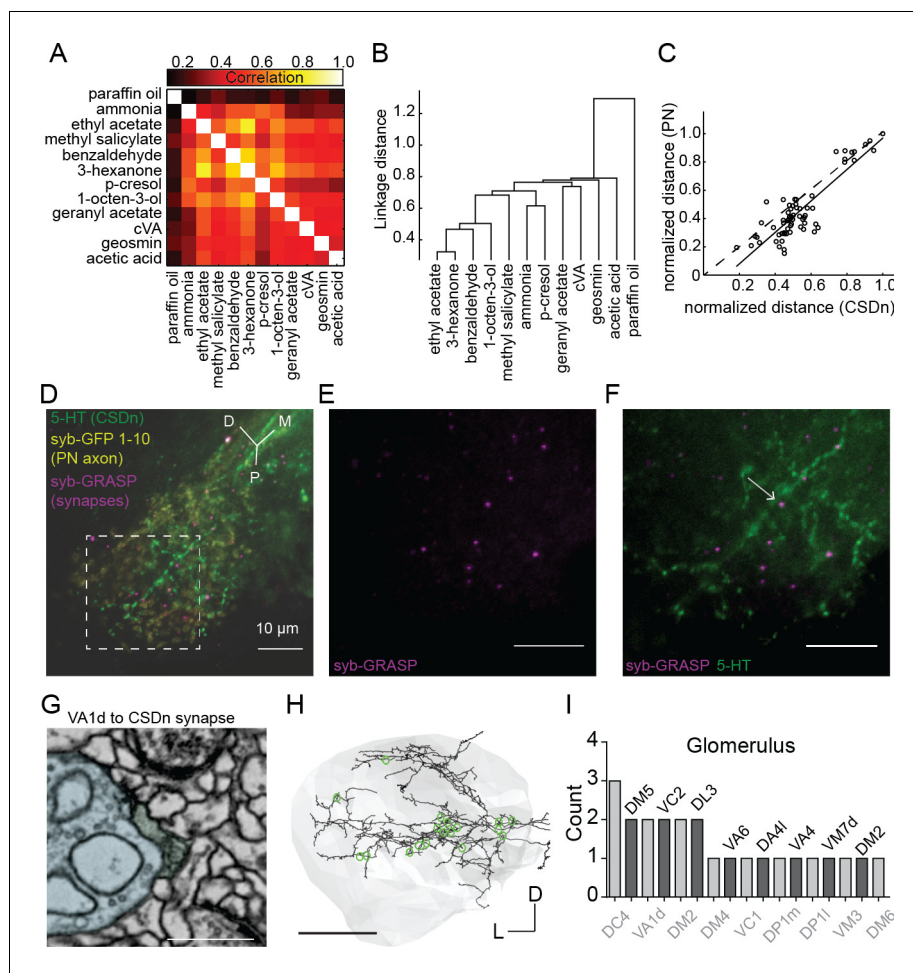 A
0.2 0.4 0.6 0.8 1.0
Correlation
paraffin oil
ammonia
ethyl acetate
methyl salicylate
benzaldehyde
3-hexanone
p-cresol
1-octen-3-ol
geranyl acetate
cVA
geosmin
acetic acid
paraffin oil
ammonia
ethyl acetate
methyl salicylate
benzaldehyde
3-hexanone
p-cresol
1-octen-3-ol
geranyl acetate
cVA
geosmin
acetic acid
B
Linkage distance
1.2
1.0
0.8
0.6
0.4
ethyl acetate
3-hexanone
benzaldehyde
1-octen-3-ol
methyl salicylate
ammonia
p-cresol
geranyl acetate
cVA
geosmin
acetic acid
paraffin oil
C
normalized distance (PN)
1.0
0.8
0.6
0.4
0.2
0
0 0.2 0.4 0.6 0.8 1.0
normalized distance (CSDn)
D
5-HT (CSDn)
syb-GFP 1-10
(PN axon)
syb-GRASP
(synapses)
D M
P
10 µm
E
syb-GRASP
F
syb-GRASP 5-HT
G
VA1d to CSDn synapse
H
D
L
I
Glomerulus
Count
4
3
2
1
0
DM5
VC2
DL3
VA6
DA4l
VA4
VM7d
DM2
DC4
VA1d
DM2
DM4
VC1
DP1m
DP1l
VM3
DM6